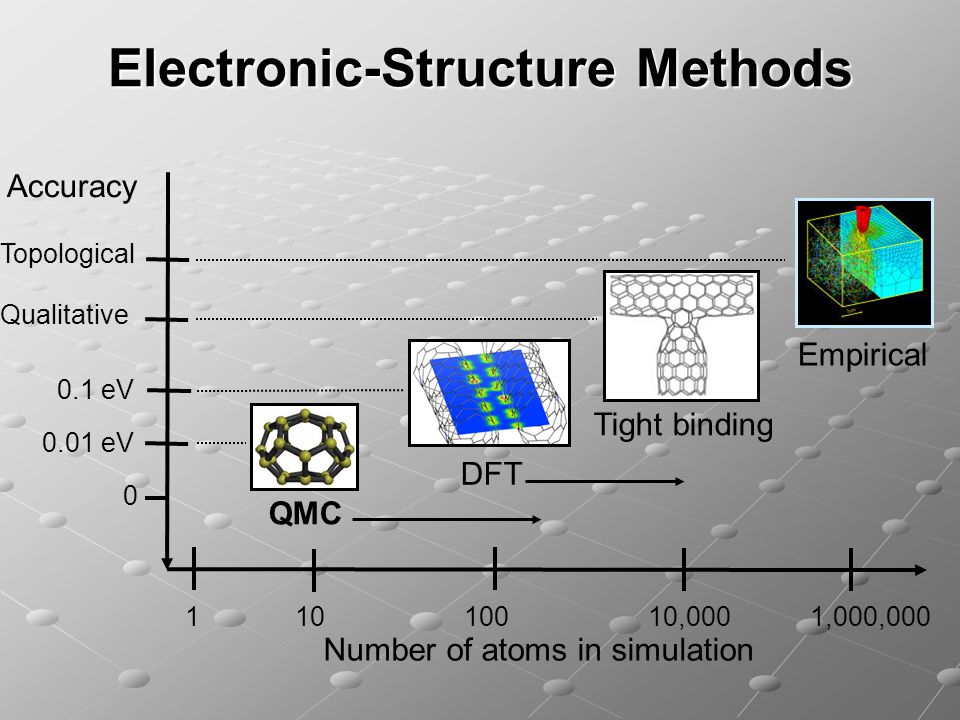 Electronic-Structure Methods
Accuracy
Topological
Qualitative
0.1 eV
0.01 eV
0
Empirical
Tight binding
DFT
QMC
1 10 100 10,000 1,000,000
Number of atoms in simulation